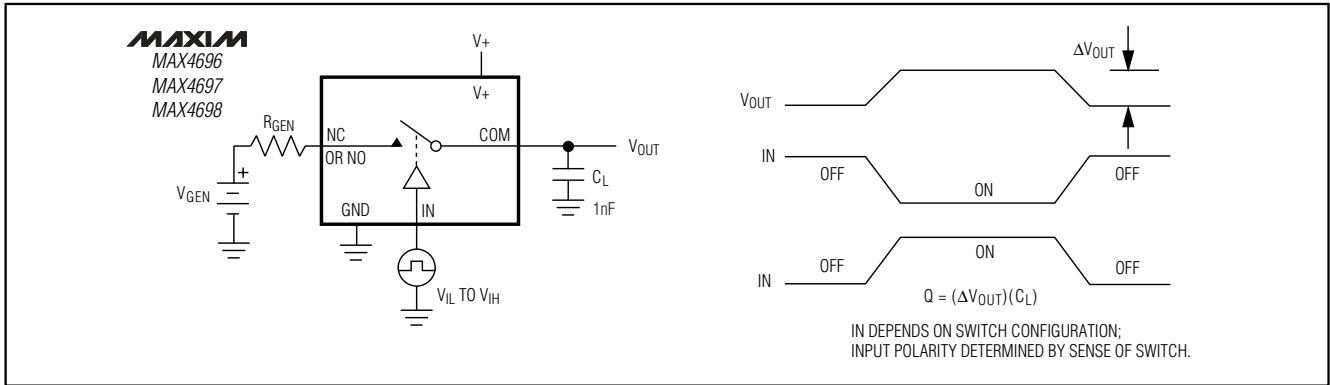 MAXIM
MAX4696
MAX4697
MAX4698
V+
V+
RGEN
NC
OR NO
COM
VOUT
CL
1nF
VGEN
+
GND
IN
VIL TO VIH
ΔVOUT
VOUT
IN
OFF
ON
OFF
IN
OFF
ON
OFF
Q = (ΔVOUT)(CL)
IN DEPENDS ON SWITCH CONFIGURATION;
INPUT POLARITY DETERMINED BY SENSE OF SWITCH.